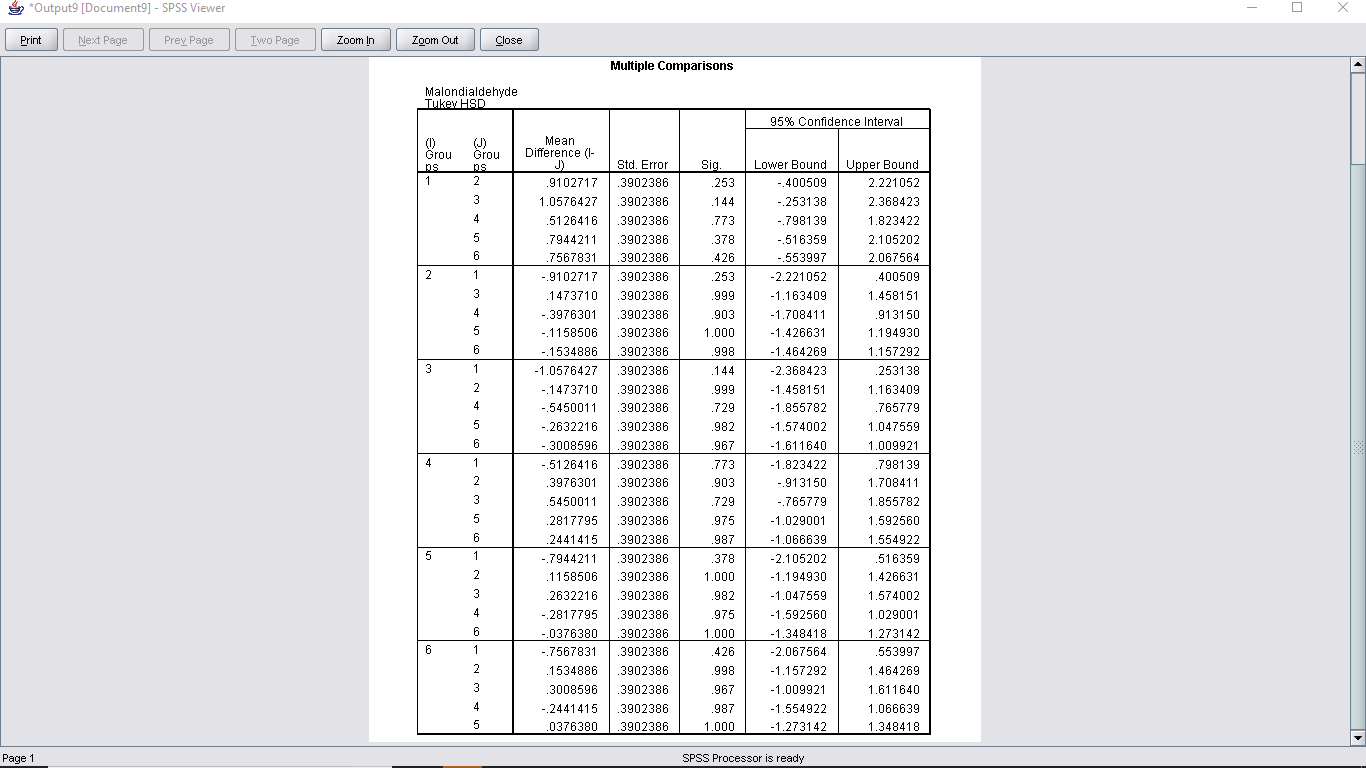 *Output9 [Document9] - SPSS Viewer
Print Next Page Prev Page Two Page Zoom In Zoom Out Close
Multiple Comparisons
Malondialdehyde
Tukey HSD
95% Confidence Interval
(I) (J) Mean
Grou Grou Difference (I-
ps ps J) Std. Error Sig. Lower Bound Upper Bound
1 2 .9102717 .3902386 .253 -.400509 2.221052
3 1.0576427 .3902386 .144 -.253138 2.368423
4 .5126416 .3902386 .773 -.798139 1.823422
5 .7944211 .3902386 .378 -.516359 2.105202
6 .7567831 .3902386 .426 -.553997 2.067564
2 1 -.9102717 .3902386 .253 -2.221052 .400509
3 .1473710 .3902386 .999 -1.163409 1.458151
4 -.3976301 .3902386 .903 -1.708411 .913150
5 -.1158506 .3902386 1.000 -1.426631 1.194930
6 -.1534886 .3902386 .998 -1.464269 1.157292
3 1 -1.0576427 .3902386 .144 -2.368423 .253138
2 -.1473710 .3902386 .999 -1.458151 1.163409
4 -.5450011 .3902386 .729 -1.855782 .765779
5 -.2632216 .3902386 .982 -1.574002 1.047559
6 -.3008596 .3902386 .967 -1.611640 1.009921
4 1 -.5126416 .3902386 .773 -1.823422 .798139
2 .3976301 .3902386 .903 -.913150 1.708411
3 .5450011 .3902386 .729 -.765779 1.855782
5 .2817795 .3902386 .975 -1.029001 1.592560
6 .2441415 .3902386 .987 -1.066639 1.554922
5 1 -.7944211 .3902386 .378 -2.105202 .516359
2 .1158506 .3902386 1.000 -1.194930 1.426631
3 .2632216 .3902386 .982 -1.047559 1.574002
4 -.2817795 .3902386 .975 -1.592560 1.029001
6 -.0376380 .3902386 1.000 -1.348418 1.273142
6 1 -.7567831 .3902386 .426 -2.067564 .553997
2 .1534886 .3902386 .998 -1.157292 1.464269
3 .3008596 .3902386 .967 -1.009921 1.611640
4 -.2441415 .3902386 .987 -1.554922 1.066639
5 .0376380 .3902386 1.000 -1.273142 1.348418
Page 1 SPSS Processor is ready